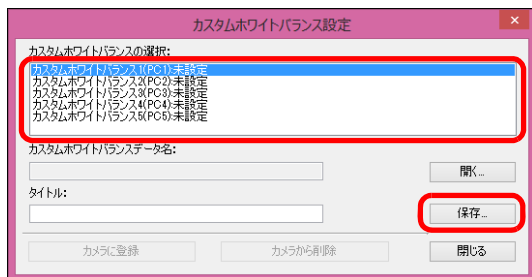 カスタムホワイトバランス設定
カスタムホワイトバランスの選択:
カスタムホワイトバランス1(PC1):未設定
カスタムホワイトバランス2(PC2):未設定
カスタムホワイトバランス3(PC3):未設定
カスタムホワイトバランス4(PC4):未設定
カスタムホワイトバランス5(PC5):未設定
カスタムホワイトバランスデータ名:
開く...
タイトル:
保存...
カメラに登録
カメラから削除
閉じる